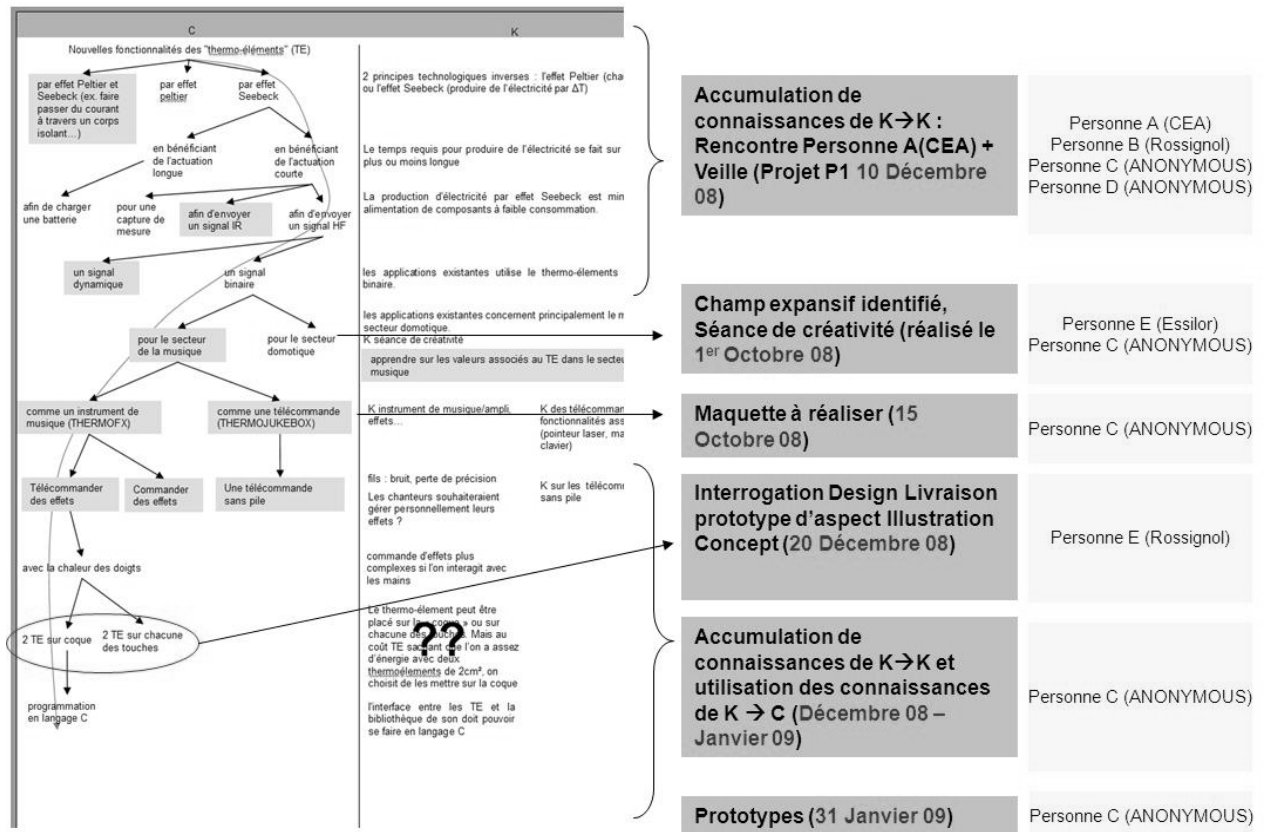 C
K
Nouvelles fonctionnalités des "thermo-éléments" (TE)
par effet Peltier et
Seebeck (ex. faire
passer du courant
à travers un corps
isolant…)
par effet
peltier
par effet
Seebeck
2 principes technologiques inverses : l'effet Peltier (cha
ou l'effet Seebeck (produire de l'électricité par ΔT)
en bénéficiant
de l'actuation
longue
en bénéficiant
de l'actuation
courte
Le temps requis pour produire de l'électricité se fait sur
plus ou moins longue
afin de charger
une batterie
pour une
capture de
mesure
afin d'envoyer
un signal IR
afin d'envoyer
un signal HF
La production d'électricité par effet Seebeck est min
alimentation de composants à faible consommation.
un signal
dynamique
un signal
binaire
les applications existantes utilise le thermo-élements
binaire.
pour le secteur
de la musique
pour le secteur
domotique
les applications existantes concernent principalement le m
secteur domotique.
K séance de créativité
apprendre sur les valeurs associés au TE dans le secteu
musique
comme un instrument de
musique (THERMOFX)
comme une télécommande
(THERMOJUKEBOX)
K instrument de musique/ampli,
effets…
K des télécomman
fonctionnalités ass
(pointeur laser, ma
clavier)
Télécommander
des effets
Commander
des effets
Une télécommande
sans pile
fils : bruit, perte de précision
Les chanteurs souhaiteraient
gérer personnellement leurs
effets ?
K sur les télécomm
sans pile
avec la chaleur des doigts
commande d'effets plus
complexes si l'on interagit avec
les mains
2 TE sur coque
2 TE sur chacune
des touches
Le thermo-élement peut être
placé sur la « coque » ou sur
chacune des touches. Mais au
coût TE sachant que l'on a assez
d'énergie avec deux
thermoélements de 2cm², on
choisit de les mettre sur la coque
??
programmation
en langage C
l'interface entre les TE et la
bibliothèque de son doit pouvoir
se faire en langage C
Accumulation de
connaissances de K→K :
Rencontre Personne A(CEA) +
Veille (Projet P1 10 Décembre
08)
Personne A (CEA)
Personne B (Rossignol)
Personne C (ANONYMOUS)
Personne D (ANONYMOUS)
Champ expansif identifié,
Séance de créativité (réalisé le
1er Octobre 08)
Personne E (Essilor)
Personne C (ANONYMOUS)
Maquette à réaliser (15
Octobre 08)
Personne C (ANONYMOUS)
Interrogation Design Livraison
prototype d'aspect Illustration
Concept (20 Décembre 08)
Personne E (Rossignol)
Accumulation de
connaissances de K→K et
utilisation des connaissances
de K → C (Décembre 08 –
Janvier 09)
Personne C (ANONYMOUS)
Prototypes (31 Janvier 09)
Personne C (ANONYMOUS)